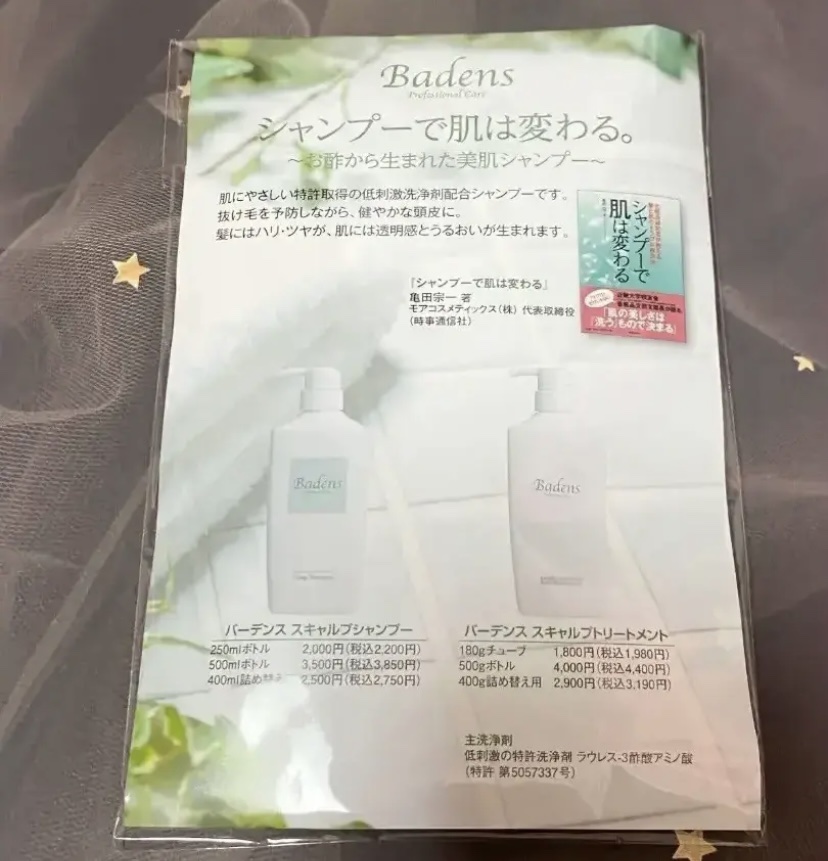 Badens
Professional Care
シャンプーで肌は変わる。
～お酢から生まれた美肌シャンプー～
肌にやさしい特許取得の低刺激洗浄剤配合シャンプーです。
抜け毛を予防しながら、健やかな頭皮に。
髪にはハリ・ツヤが、肌には透明感とうるおいが生まれます。
シャンプーで
肌は変わる
「肌の美しさは
「洗う」もので決まる」
『シャンプーで肌は変わる』
亀田宗一 著
モアコスメティックス(株) 代表取締役
(時事通信社)
Badens
Badens
バーデンス スキャルプシャンプー
250mlボトル 2,000円(税込2,200円)
500mlボトル 3,500円(税込3,850円)
400ml詰め替え 2,500円(税込2,750円)
バーデンス スキャルプトリートメント
180gチューブ 1,800円(税込1,980円)
500gボトル 4,000円(税込4,400円)
400g詰め替え用 2,900円(税込3,190円)
主洗浄剤
低刺激の特許洗浄剤 ラウレス-3酢酸アミノ酸
(特許 第5057337号)